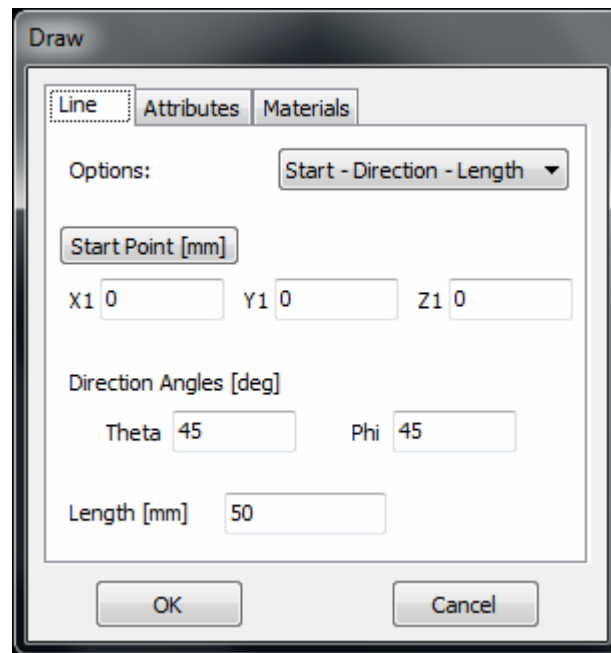 Draw
Line Attributes Materials
Options: Start - Direction - Length
Start Point [mm]
X1 0 Y1 0 Z1 0
Direction Angles [deg]
Theta 45 Phi 45
Length [mm] 50
OK Cancel